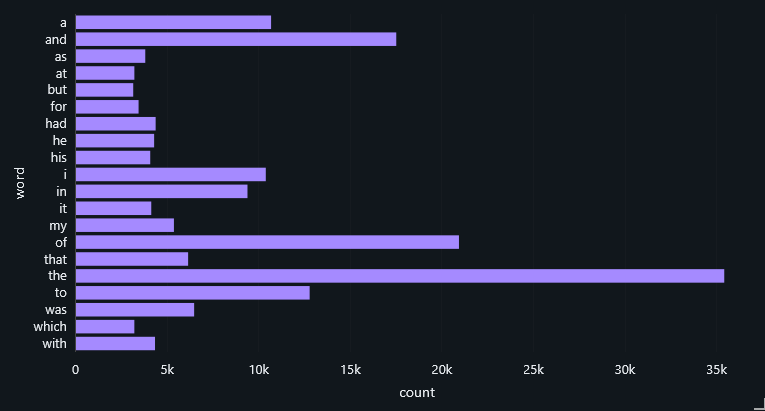 a
and
as
at
but
for
had
he
his
i
in
it
my
of
that
the
to
was
which
with
word
0 5k 10k 15k 20k 25k 30k 35k
count